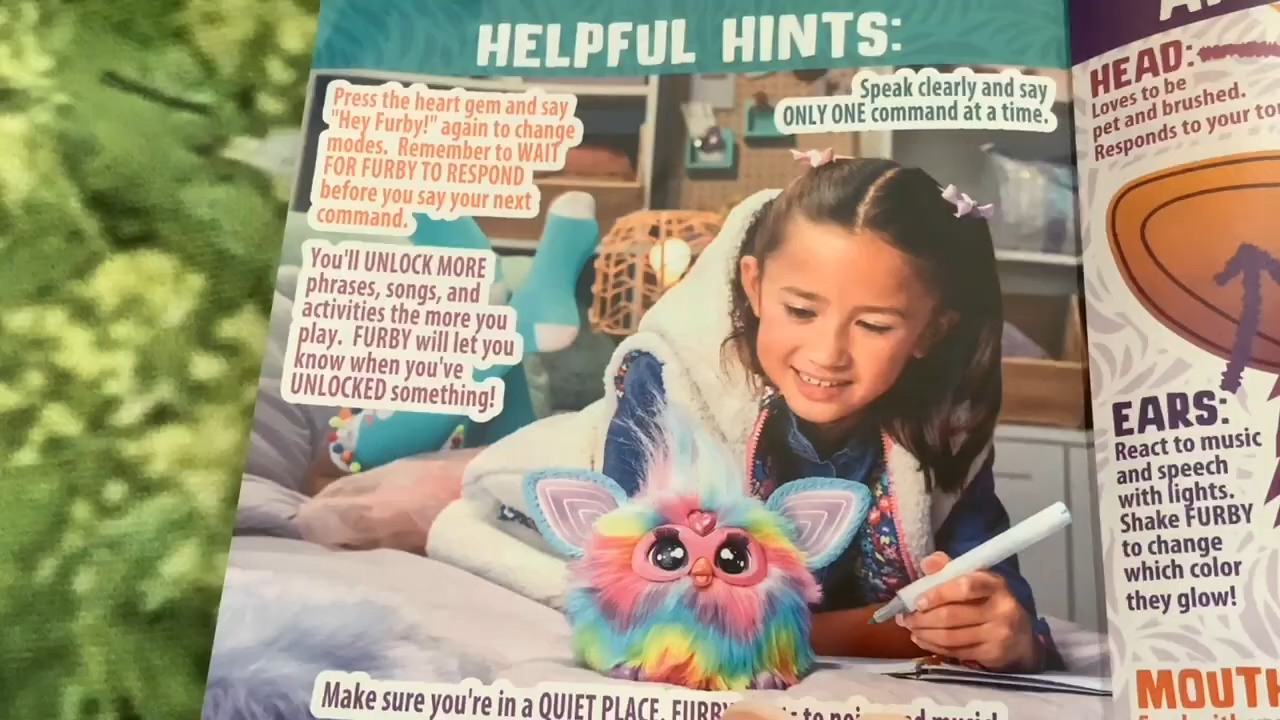 HELPFUL HINTS:
Press the heart gem and say
"Hey Furby!" again to change
modes. Remember to WAIT
FOR FURBY TO RESPOND
before you say your next
command.
Speak clearly and say
ONLY ONE command at a time.
You'll UNLOCK MORE
phrases, songs, and
activities the more you
play. FURBY will let you
know when you've
UNLOCKED something!
Make sure you're in a QUIET PLACE. FURBY to
HEAD:
Loves to be
pet and brushed.
Responds to your
EARS:
React to music
and speech
with lights.
Shake FURBY
to change
which color
they glow!
MOUTH